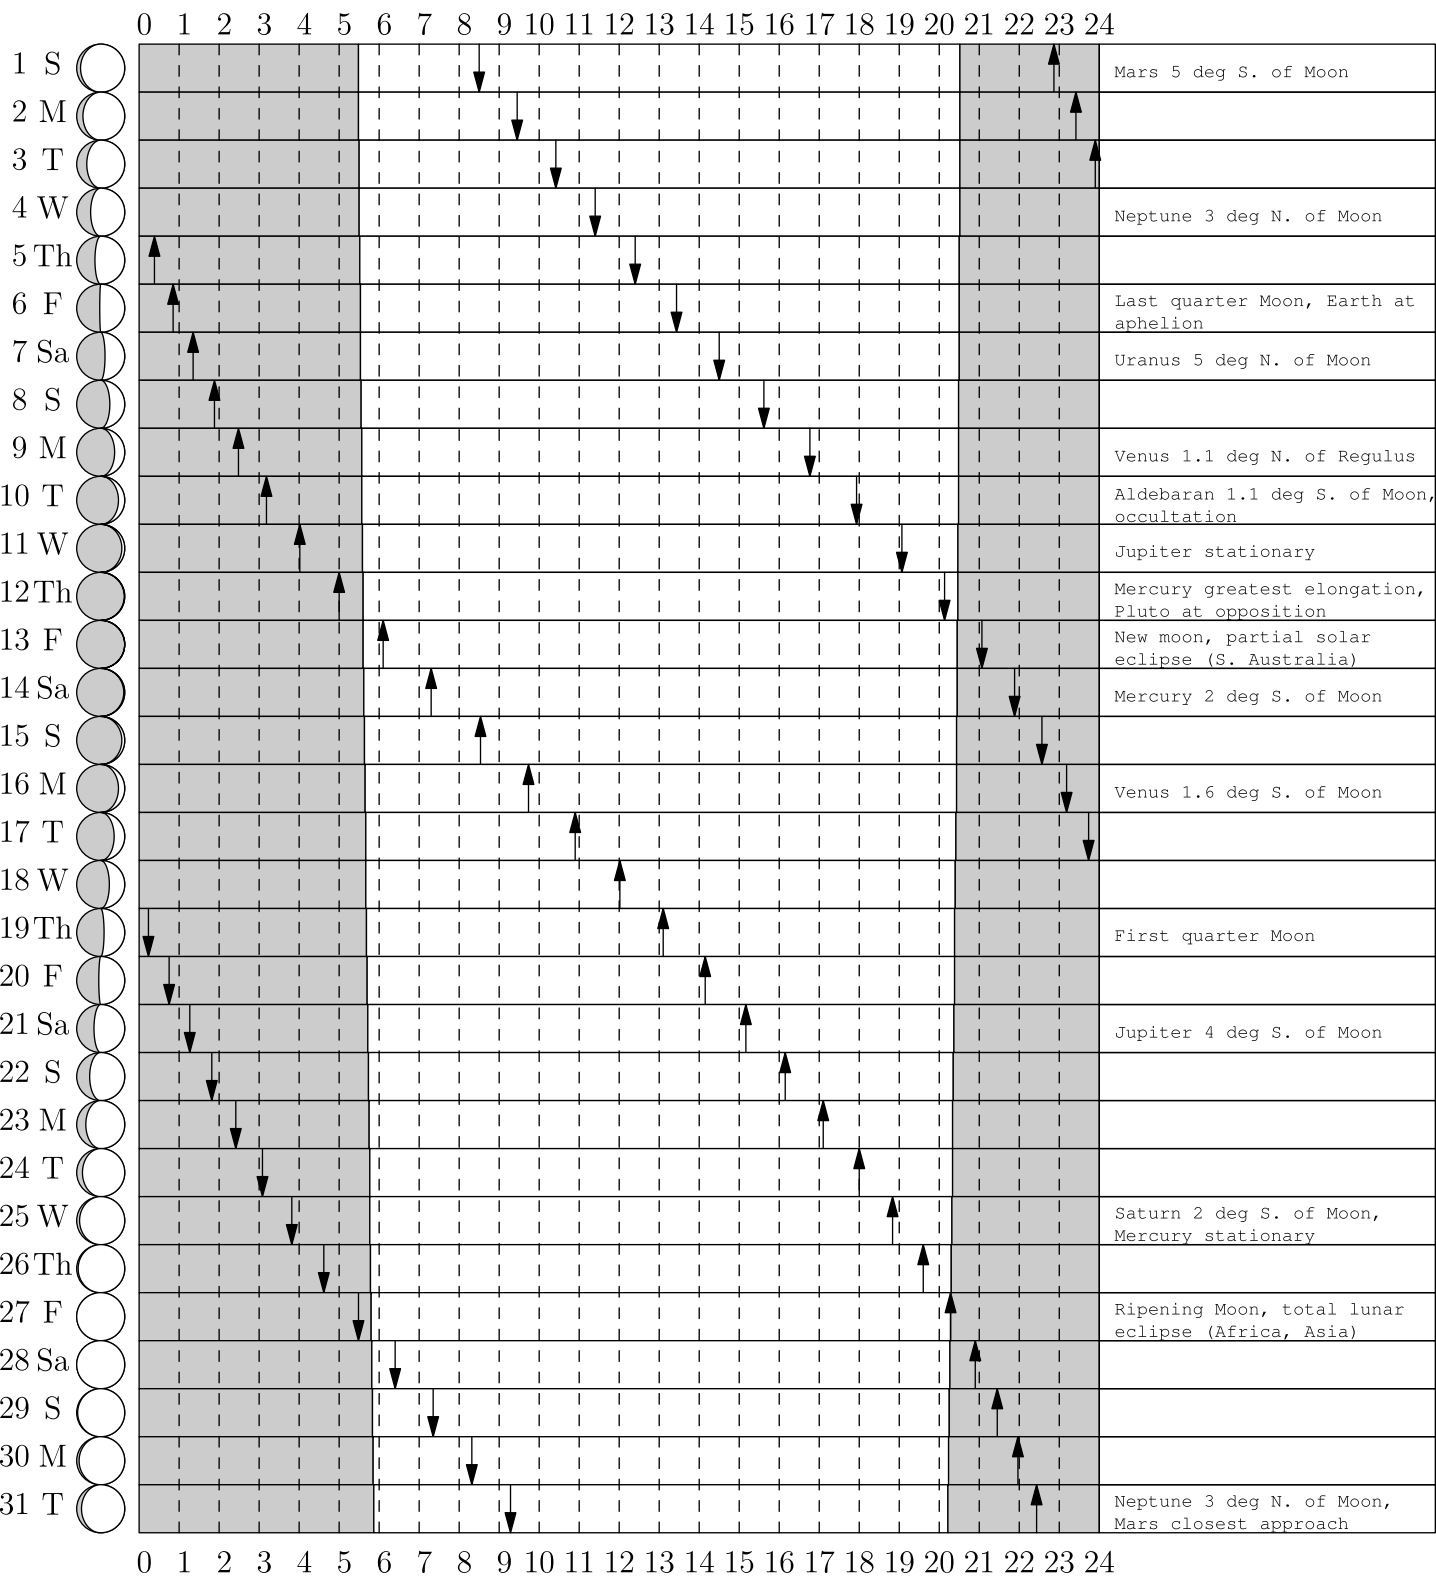 0 1 2 3 4 5 6 7 8 9 10 11 12 13 14 15 16 17 18 19 20 21 22 23 24
1 S Mars 5 deg S. of Moon
2 M
3 T
4 W Neptune 3 deg N. of Moon
5 Th
6 F Last quarter Moon, Earth at
aphelion
7 Sa Uranus 5 deg N. of Moon
8 S
9 M Venus 1.1 deg N. of Regulus
10 T Aldebaran 1.1 deg S. of Moon,
occultation
11 W Jupiter stationary
12 Th Mercury greatest elongation,
Pluto at opposition
13 F New moon, partial solar
eclipse (S. Australia)
14 Sa Mercury 2 deg S. of Moon
15 S
16 M Venus 1.6 deg S. of Moon
17 T
18 W
19 Th First quarter Moon
20 F
21 Sa Jupiter 4 deg S. of Moon
22 S
23 M
24 T
25 W Saturn 2 deg S. of Moon,
Mercury stationary
26 Th
27 F Ripening Moon, total lunar
eclipse (Africa, Asia)
28 Sa
29 S
30 M
31 T Neptune 3 deg N. of Moon,
Mars closest approach
0 1 2 3 4 5 6 7 8 9 10 11 12 13 14 15 16 17 18 19 20 21 22 23 24